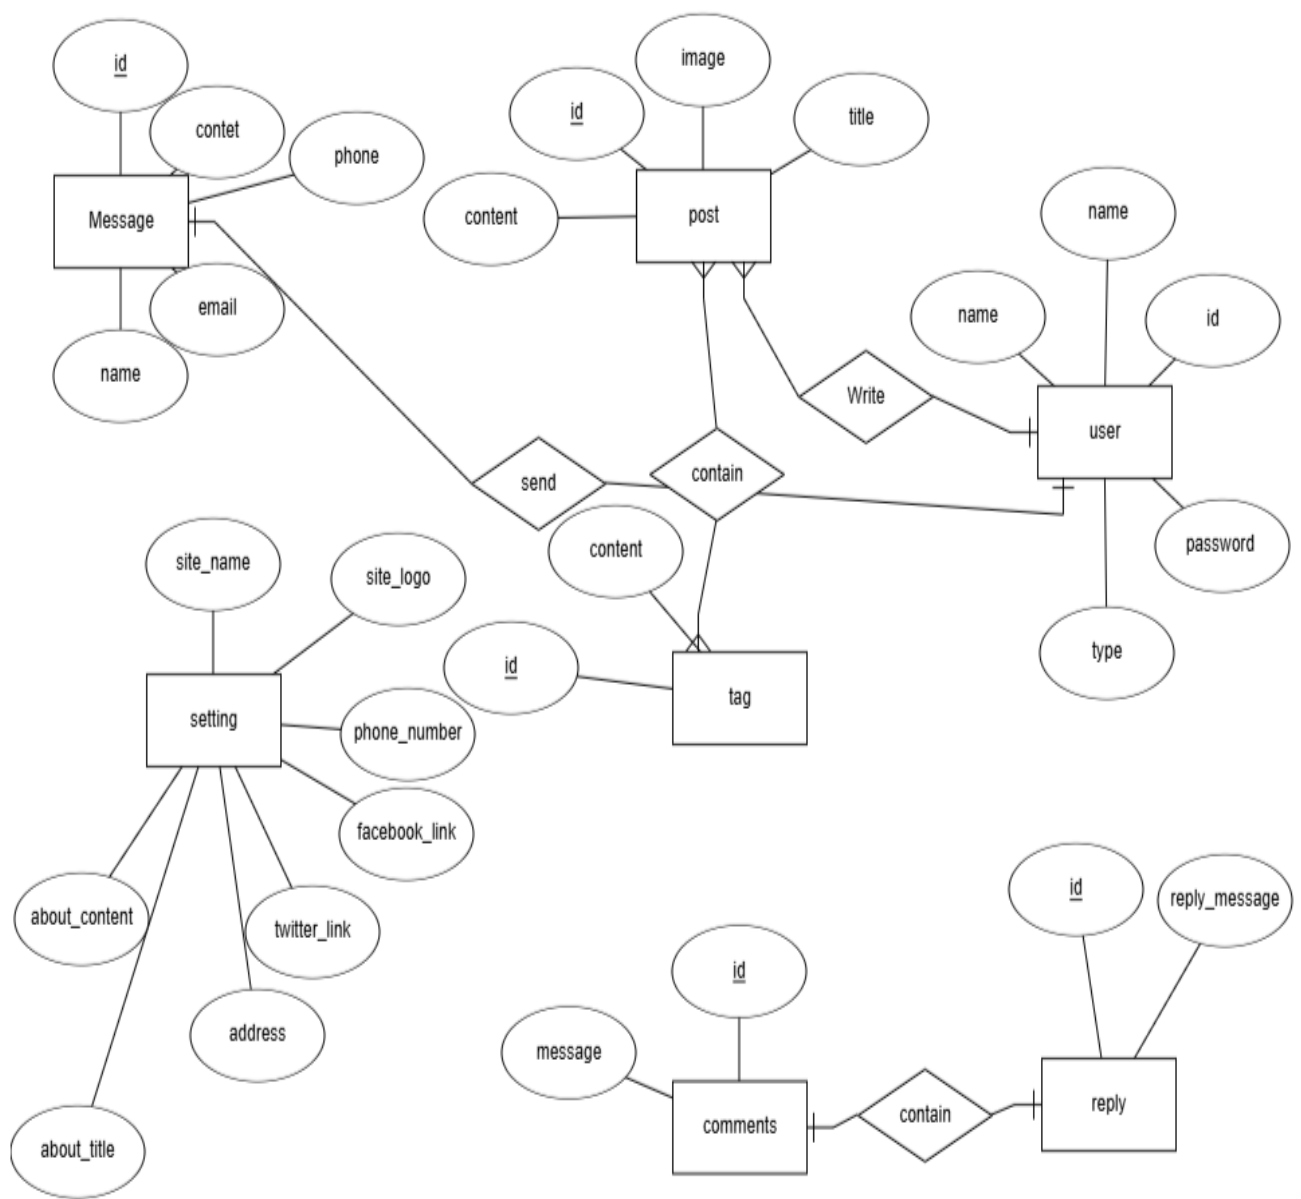 id
contet
phone
Message
email
name
image
id
title
content
post
name
name
id
user
Write
password
type
send
contain
content
id
tag
site_name
site_logo
setting
phone_number
facebook_link
about_content
twitter_link
address
about_title
id
reply_message
id
message
comments
contain
reply